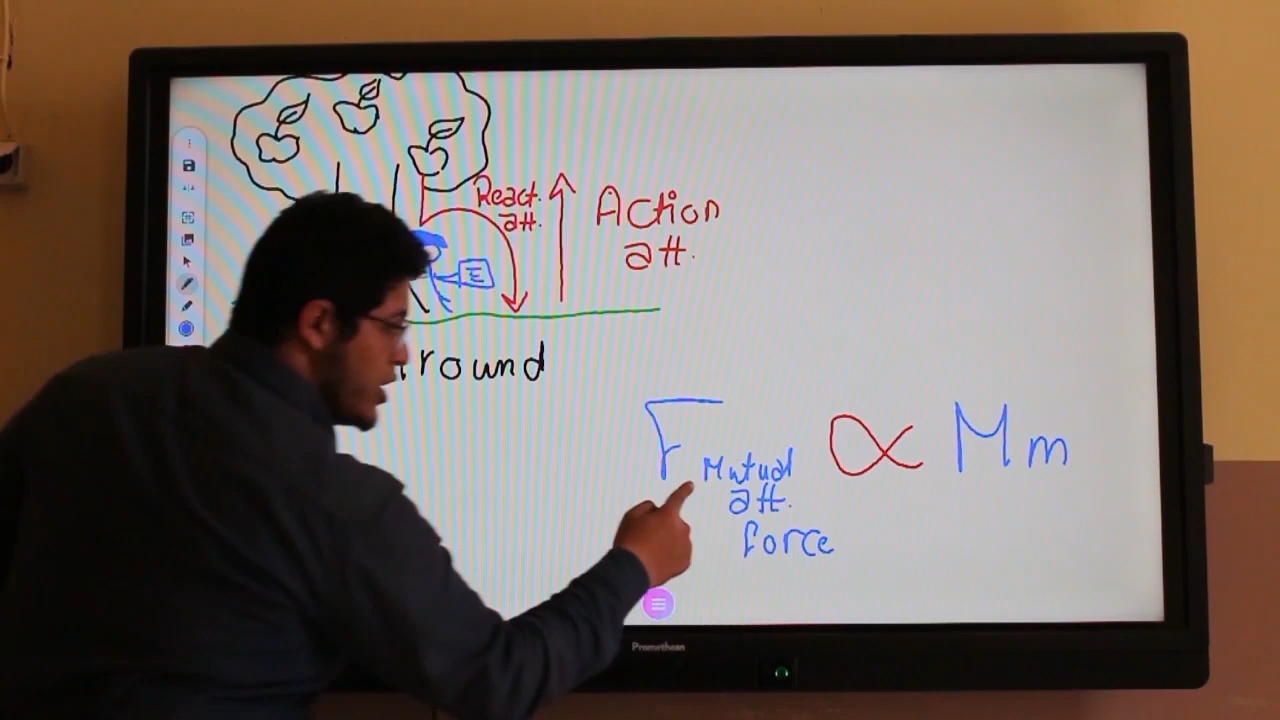 React.
att.
Action
att.
E
round
F Mutual
att.
force
∝ Mm
Promethean